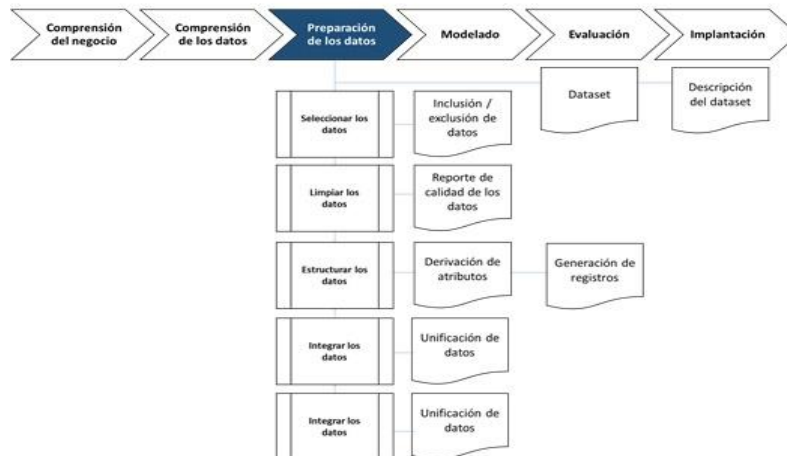 Comprensión
del negocio
Comprensión
de los datos
Preparación
de los datos
Modelado
Evaluación
Implantación
Dataset
Descripción
del dataset
Seleccionar los
datos
Inclusión /
exclusión de
datos
Limpiar los
datos
Reporte de
calidad de los
datos
Estructurar los
datos
Derivación de
atributos
Generación de
registros
Integrar los
datos
Unificación de
datos
Integrar los
datos
Unificación de
datos